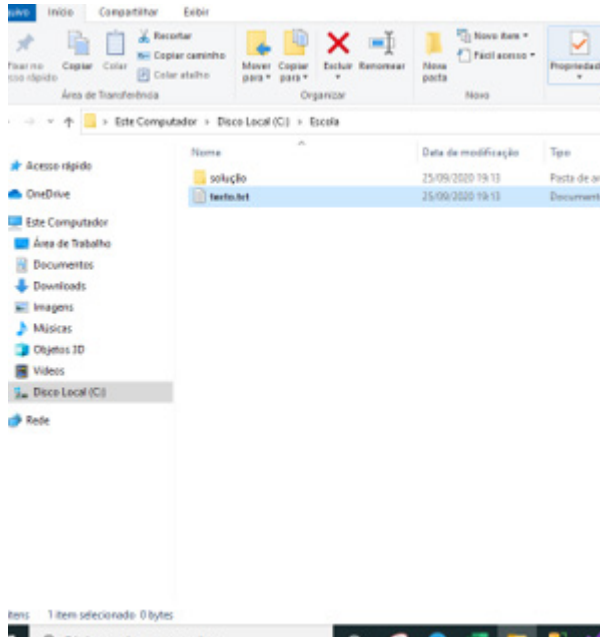 Início Compartilhar Exibir
Recortar
Copiar caminho
Colar atalho
Copiar Colar
Mover para
Copiar para
Excluir Renomear
Nova pasta
Novo item
Fácil acesso
Área de Transferência Organizar Novo
Este Computador > Disco Local (C:) > Escola
Nome Data de modificação Tipo
solução 25/09/2020 19:13 Pasta de
texto.txt 25/09/2020 19:13
Acesso rápido
OneDrive
Este Computador
Área de Trabalho
Documentos
Downloads
Imagens
Músicas
Objetos 3D
Vídeos
Disco Local (C:)
Rede
1 item selecionado 0 bytes